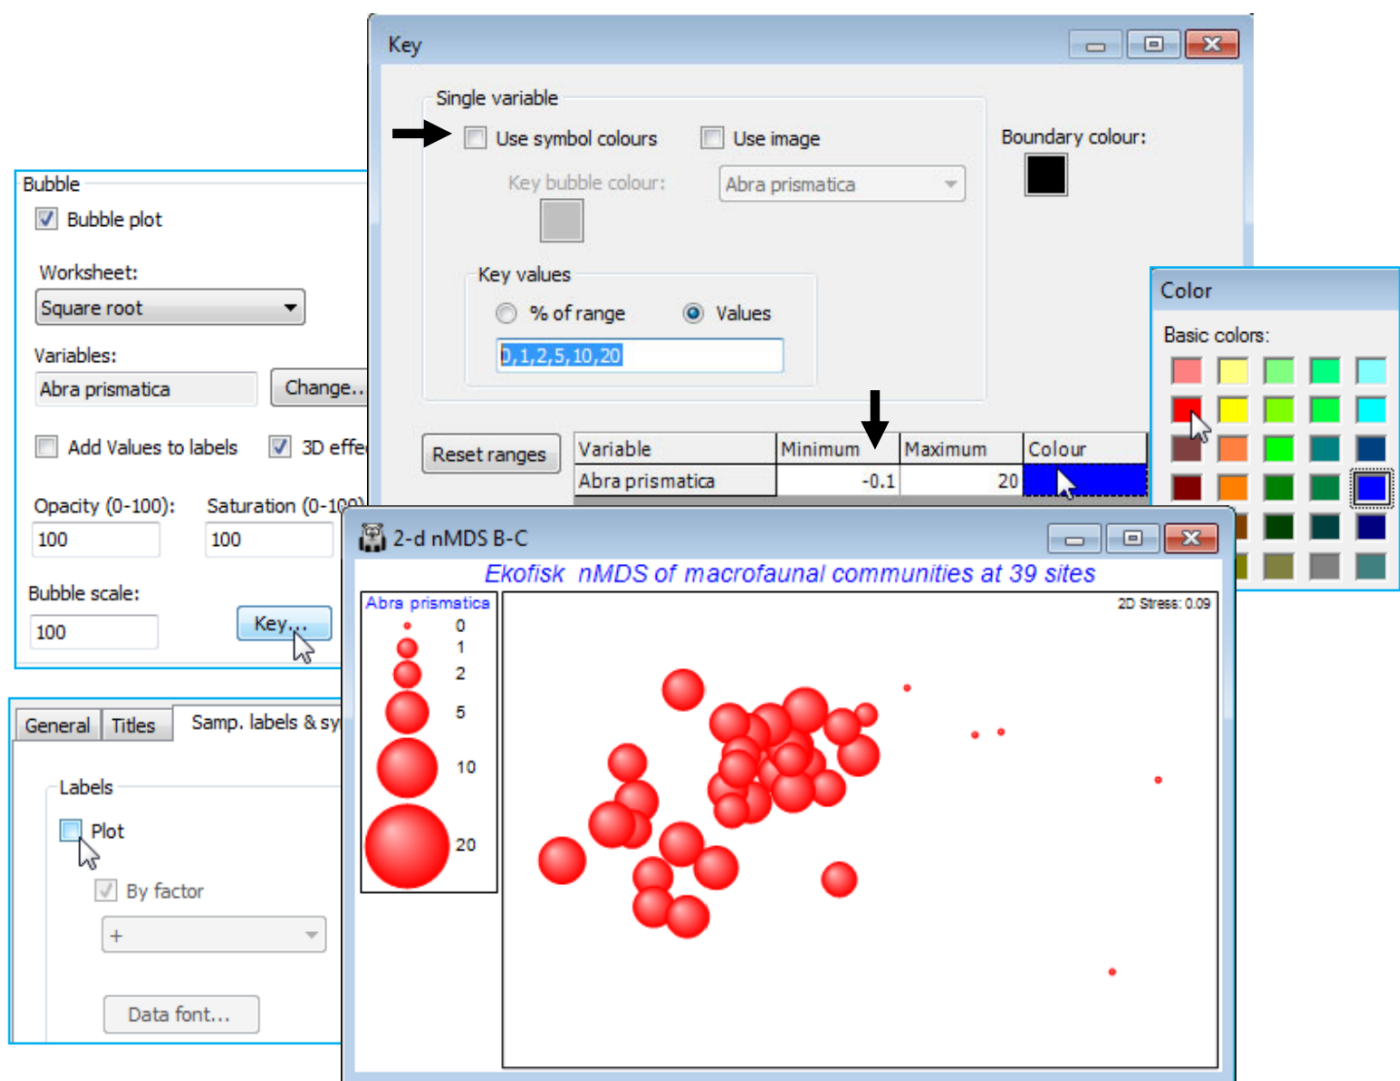 Key
Single variable
Use symbol colours
Use image
Boundary colour:
Key bubble colour:
Abra prismatica
Key values
% of range
Values
0,1,2,5,10,20
Reset ranges
Variable Minimum Maximum Colour
Abra prismatica -0.1 20
Bubble
Bubble plot
Worksheet:
Square root
Variables:
Abra prismatica
Change..
Add Values to labels
3D effe
Opacity (0-100):
Saturation (0-100)
100
100
Bubble scale:
100
Key...
Color
Basic colors:
General
Titles
Samp. labels & sy
Labels
Plot
By factor
+
Data font...
2-d nMDS B-C
Ekofisk nMDS of macrofaunal communities at 39 sites
Abra prismatica
0
1
2
5
10
20
2D Stress: 0.09